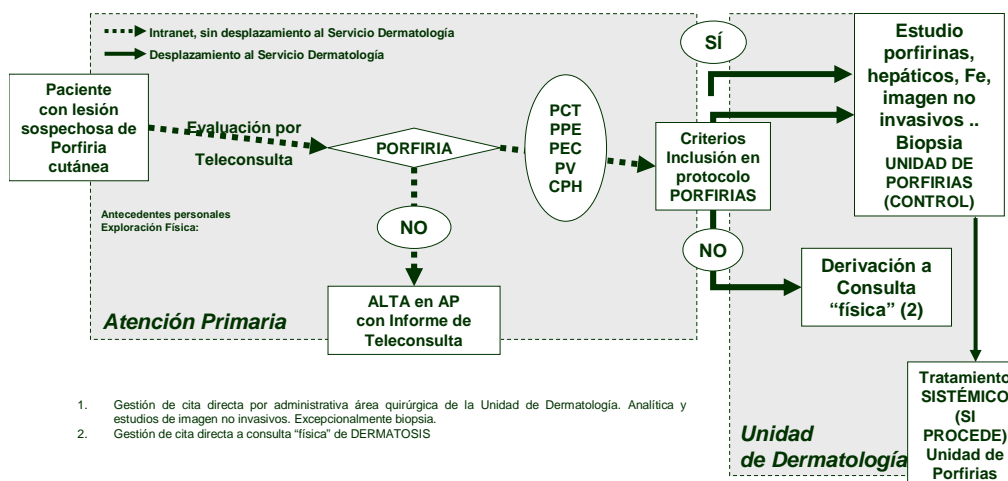 Intranet, sin desplazamiento al Servicio Dermatología
Desplazamiento al Servicio Dermatología
Paciente
con lesión
sospechosa de
Porfiria
cutánea
Evaluación por
Teleconsulta
PORFIRIA
PCT
PPE
PEC
PV
CPH
Criterios
Inclusión en
protocolo
PORFIRIAS
SÍ
Estudio
porfirinas,
hepáticos, Fe,
imagen no
invasivos ..
Biopsia
UNIDAD DE
PORFIRIAS
(CONTROL)
Antecedentes personales
Exploración Física:
NO
NO
Derivación a
Consulta
“física” (2)
ALTA en AP
con Informe de
Teleconsulta
Atención Primaria
Tratamiento
SISTÉMICO
(SI
PROCEDE)
Unidad de
Porfirias
Unidad
de Dermatología
1. Gestión de cita directa por administrativa área quirúrgica de la Unidad de Dermatología. Analítica y
estudios de imagen no invasivos. Excepcionalmente biopsia.
2. Gestión de cita directa a consulta “física” de DERMATOSIS